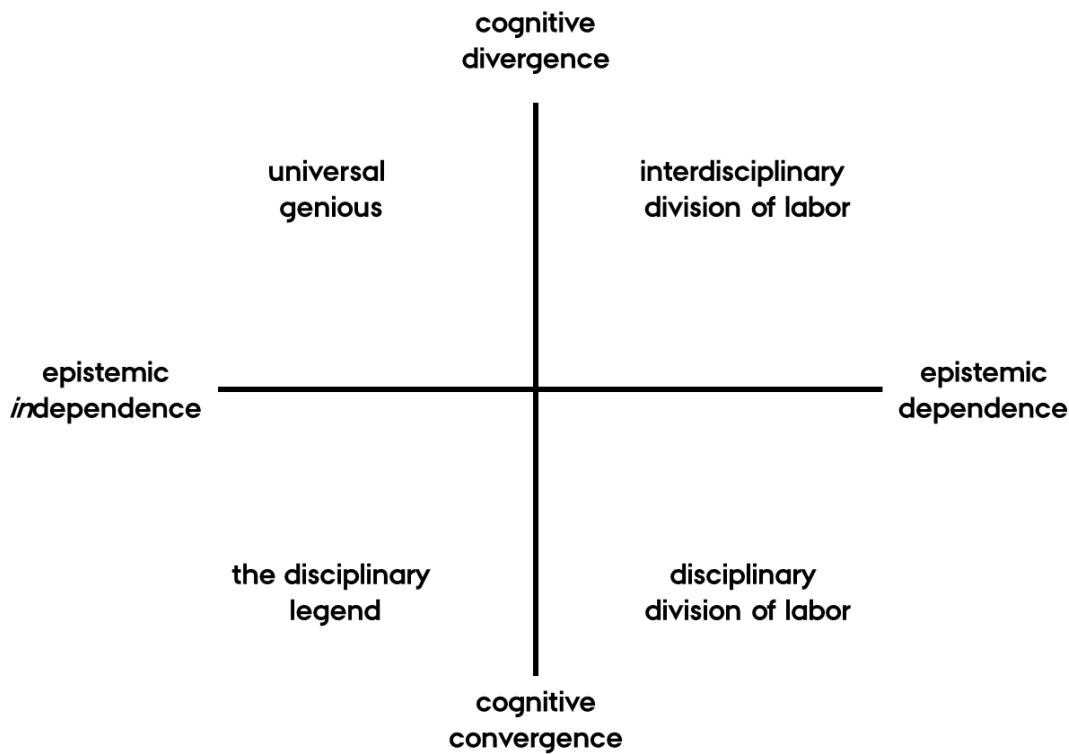 cognitive
divergence
universal
genious
interdisciplinary
division of labor
epistemic
independence
epistemic
dependence
the disciplinary
legend
disciplinary
division of labor
cognitive
convergence